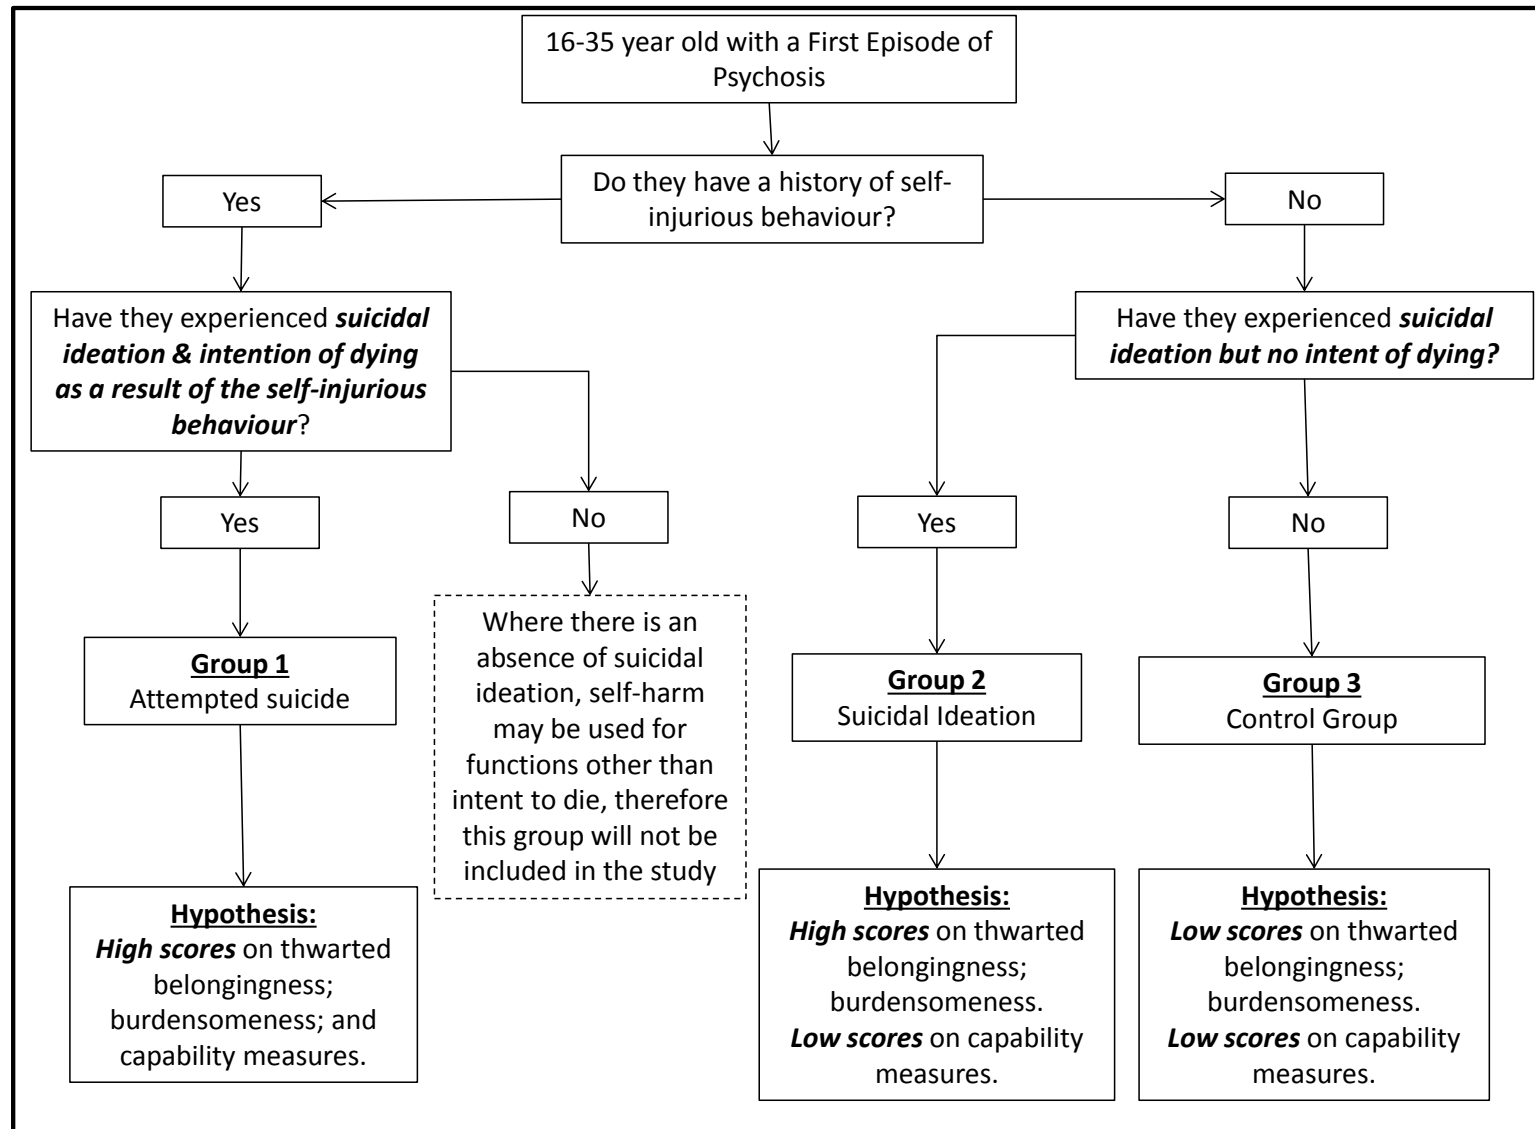 16-35 year old with a First Episode of
Psychosis
Do they have a history of self-
injurious behaviour?
Yes
No
Have they experienced suicidal
ideation & intention of dying
as a result of the self-injurious
behaviour?
Have they experienced suicidal
ideation but no intent of dying?
Yes
No
Yes
No
Where there is an
absence of suicidal
ideation, self-harm
may be used for
functions other than
intent to die, therefore
this group will not be
included in the study
Group 1
Attempted suicide
Group 2
Suicidal Ideation
Group 3
Control Group
Hypothesis:
High scores on thwarted
belongingness;
burdensomeness; and
capability measures.
Hypothesis:
High scores on thwarted
belongingness;
burdensomeness.
Low scores on capability
measures.
Hypothesis:
Low scores on thwarted
belongingness;
burdensomeness.
Low scores on capability
measures.